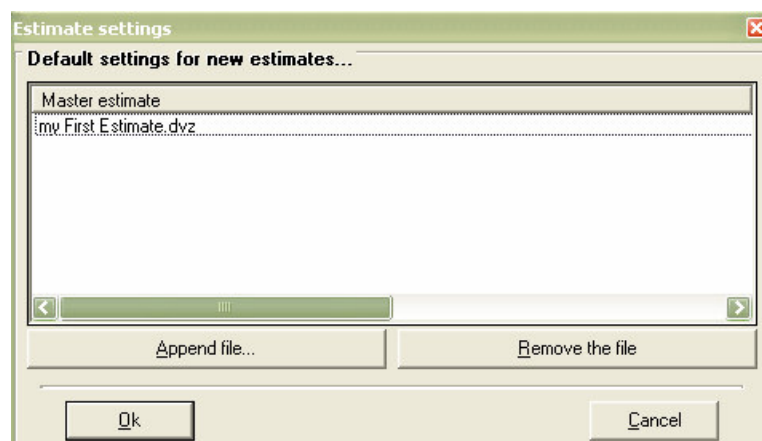 Estimate settings
Default settings for new estimates...
Master estimate
my First Estimate.dvz
Append file...
Remove the file
Ok
Cancel